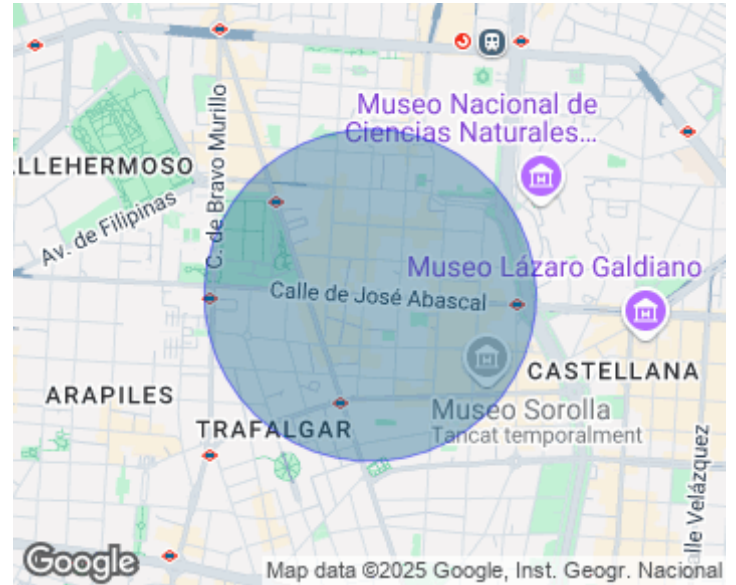 Museo Nacional de
Ciencias Naturales...
LLEHERMOSO
C. de Bravo Murillo
Av. de Filipinas
Museo Lázaro Galdiano
Calle de José Abascal
CASTELLANA
ARAPILES
Museo Sorolla
Tancat temporalment
TRAFALGAR
alle Velázquez
Google
Map data ©2025 Google, Inst. Geogr. Nacional